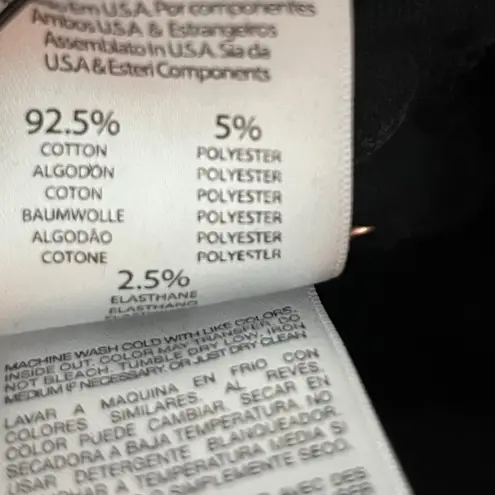 in U.S.A. Por componentes
Ambos U.S.A & Estrangeiros
Assemblato In U.S.A. Sia da
U.S.A & Esteri Components
92.5%
COTTON
ALGODÓN
COTON
BAUMWOLLE
ALGODÃO
COTONE
5%
POLYESTER
POLYESTER
POLYESTER
POLYESTER
POLYESTER
POLYESTER
2.5%
ELASTHANE
ELASTHANE
MACHINE WASH COLD WITH LIKE COLORS,
INSIDE OUT. COLOR MAY TRANSFER. DO
NOT BLEACH. TUMBLE DRY LOW. IRON
MEDIUM IF NECESSARY. OR JUST DRY CLEAN
LAVAR A MAQUINA EN FRIO CON
COLORES SIMILARES. AL REVES.
COLOR PUEDE CAMBIAR. SECAR EN
SECADORA A BAJA TEMPERATURA. NO
USAR DETERGENTE BLANQUEADOR.
A TEMPERATURA MEDIA SI
SIMPLEMENTE SECO.
AVEC DES